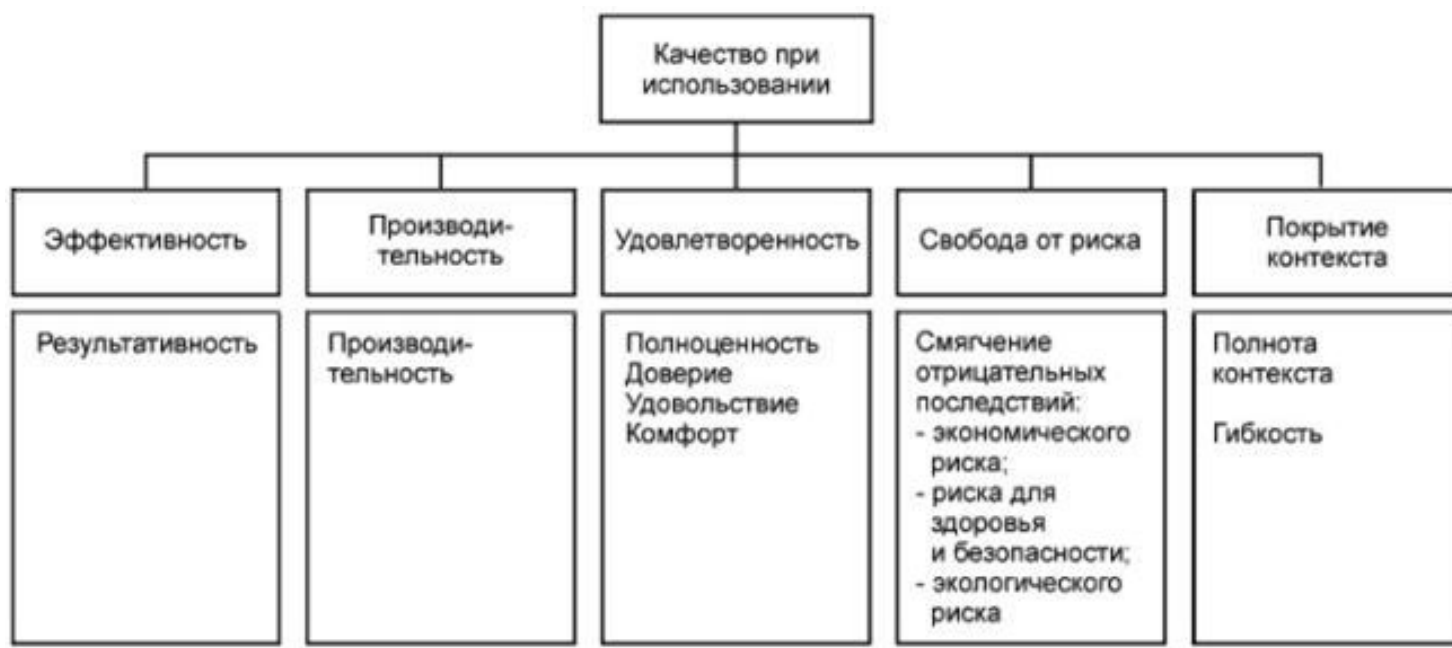 Качество при
использовании
Эффективность
Производи-
тельность
Удовлетворенность
Свобода от риска
Покрытие
контекста
Результативность
Производи-
тельность
Полноценность
Доверие
Удовольствие
Комфорт
Смягчение
отрицательных
последствий:
- экономического
риска;
- риска для
здоровья
и безопасности;
- экологического
риска
Полнота
контекста
Гибкость